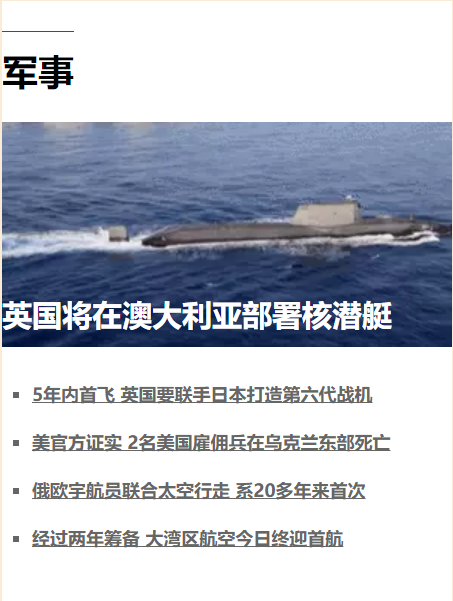 军事
英国将在澳大利亚部署核潜艇
5年内首飞 英国要联手日本打造第六代战机
美官方证实 2名美国雇佣兵在乌克兰东部死亡
俄欧宇航员联合太空行走 系20多年来首次
经过两年筹备 大湾区航空今日终迎首航